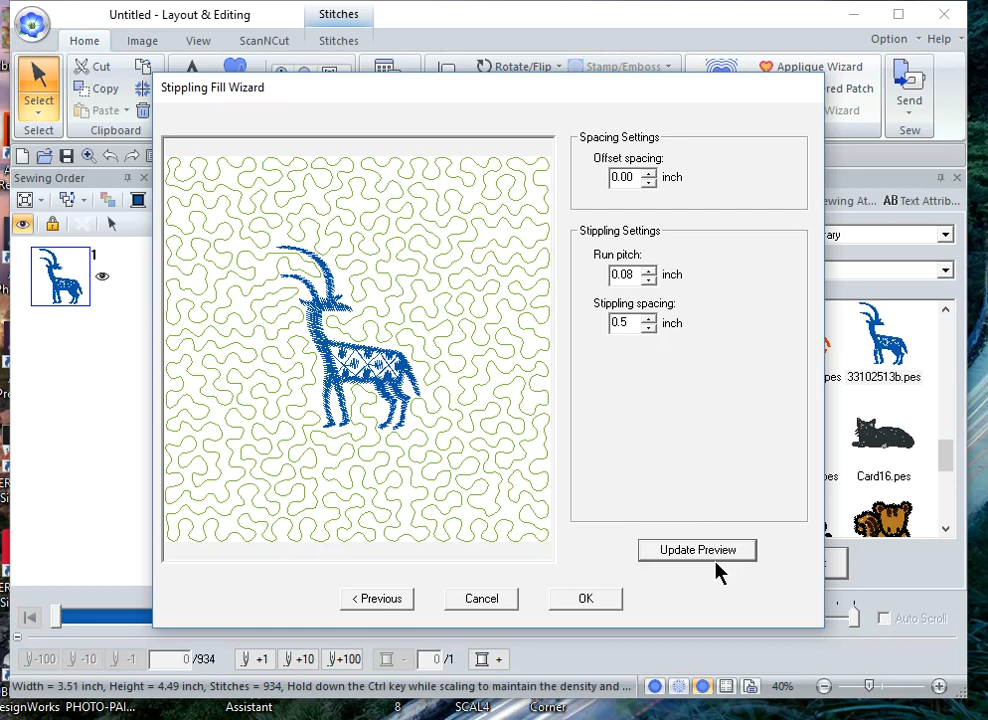 Untitled - Layout & Editing
Stitches
Home Image View ScanNCut Stitches Option Help
Select
Select
Cut
Copy
Paste
Clipboard
Rotate/Flip
Stamp/Emboss
Applique Wizard
red Patch
Wizard
Send
Sew
Sewing Order
1
Stippling Fill Wizard
Spacing Settings
Offset spacing:
0.00 inch
Stippling Settings
Run pitch:
0.08 inch
Stippling spacing:
0.5 inch
Update Preview
< Previous
Cancel
OK
ewing At...
AB Text Attrib...
ary
pes
33102513b.pes
pes
Card16.pes
Auto Scroll
-100 -10 -1 0 /934 +1 +10 +100 - 0 /1 +
Width = 3.51 inch, Height = 4.49 inch, Stitches = 934, Hold down the Ctrl key while scaling to maintain the density and ...
40%
esignWorks PHOTO-PAI... Assistant 8 SCAL4 Corner